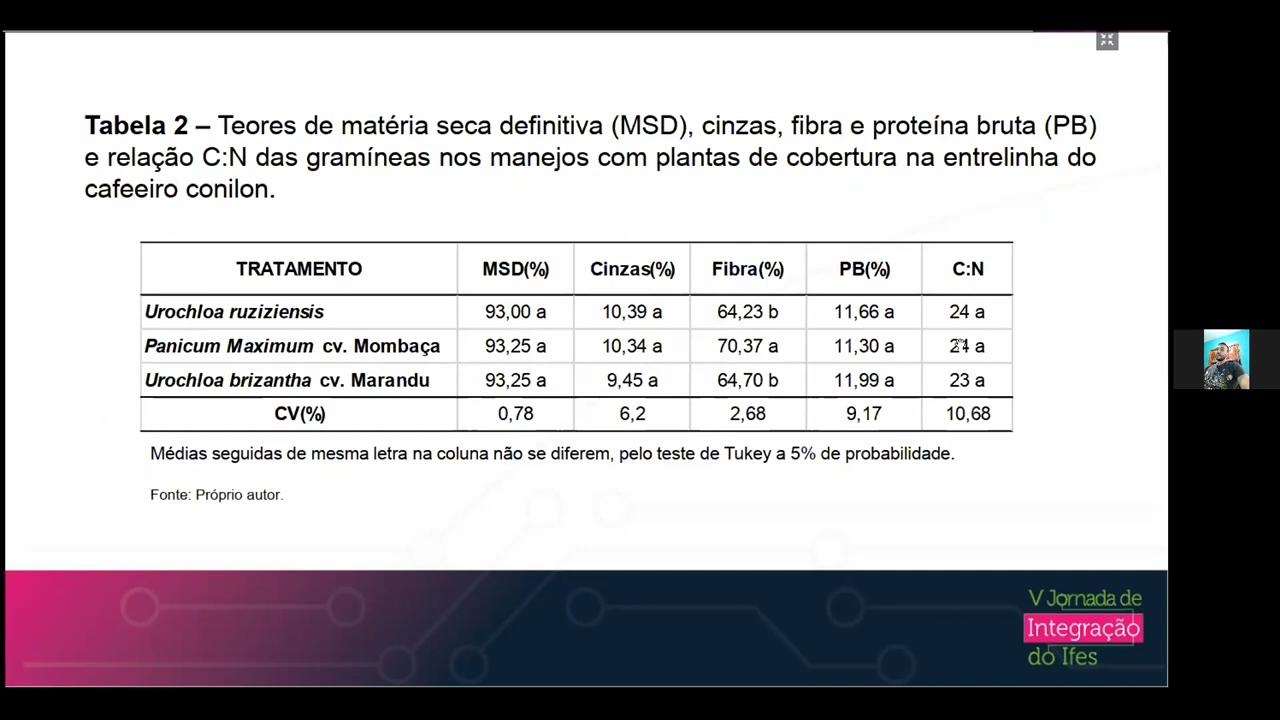 Tabela 2 – Teores de matéria seca definitiva (MSD), cinzas, fibra e proteína bruta (PB)
e relação C:N das gramíneas nos manejos com plantas de cobertura na entrelinha do
cafeeiro conilon.
TRATAMENTO MSD(%) Cinzas(%) Fibra(%) PB(%) C:N
Urochloa ruziziensis 93,00 a 10,39 a 64,23 b 11,66 a 24 a
Panicum Maximum cv. Mombaça 93,25 a 10,34 a 70,37 a 11,30 a 24 a
Urochloa brizantha cv. Marandu 93,25 a 9,45 a 64,70 b 11,99 a 23 a
CV(%) 0,78 6,2 2,68 9,17 10,68
Médias seguidas de mesma letra na coluna não se diferem, pelo teste de Tukey a 5% de probabilidade.
Fonte: Próprio autor.
V Jornada de
Integração
do Ifes